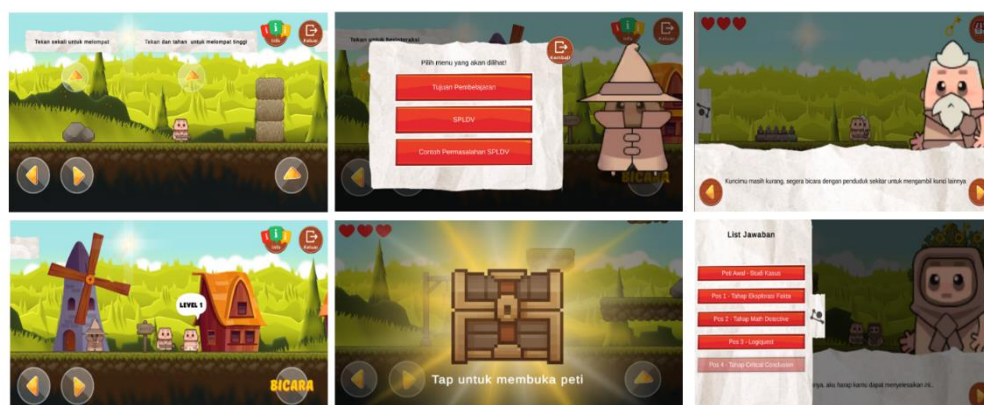 Tekan sekali untuk melompat
Tekan dan tahan untuk melompat tinggi
Info
Keluar
Tekan untuk berinteraksi
Info
Keluar
Kembali
Pilih menu yang akan dilihat!
Tujuan Pembelajaran
SPLDV
Contoh Permasalahan SPLDV
BICARA
Kuncimu masih kurang, segera bicara dengan penduduk sekitar untuk mengambil kunci lainnya.
Info
Keluar
LEVEL 1
BICARA
Tap untuk membuka peti
List Jawaban
Peti Awal - Studi Kasus
Pos 1 - Tahap Eksplorasi Fakta
Pos 2 - Tahap Math Detective
Pos 3 - Logiquest
Pos 4 - Tahap Critical Conclusion
nya, aku harap kamu dapat menyelesaikan ini..